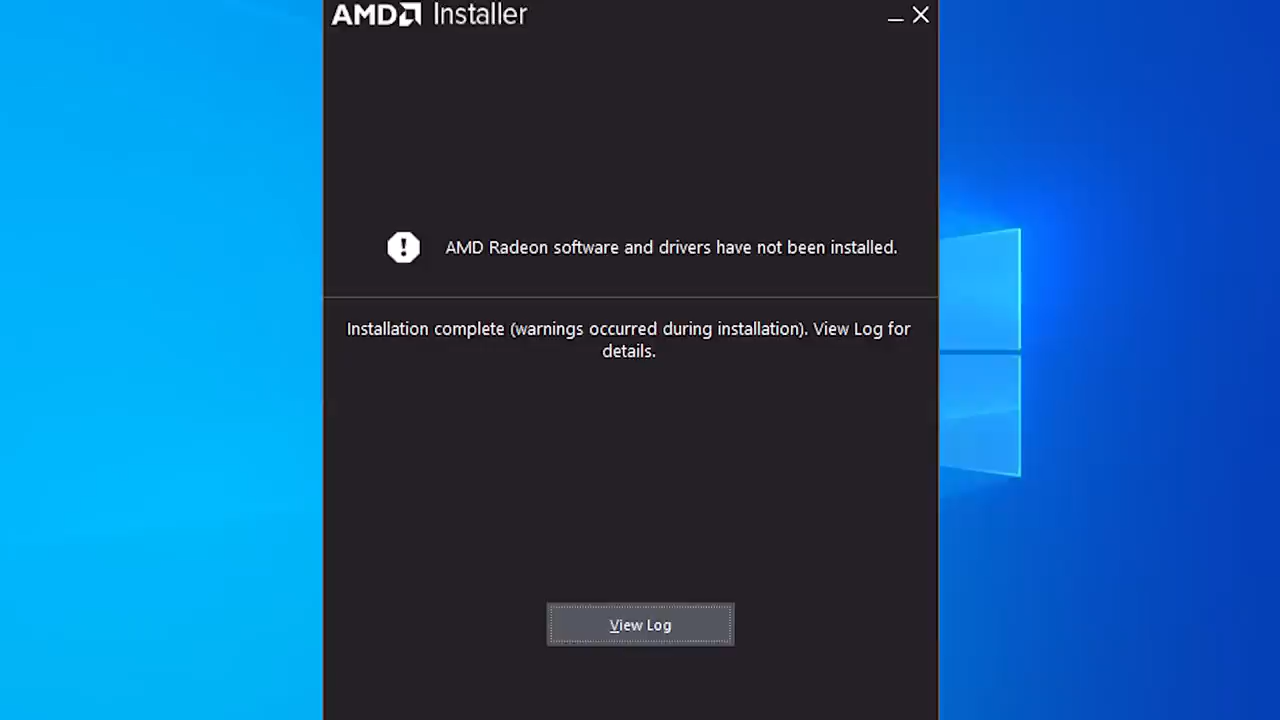 AMD Installer
AMD Radeon software and drivers have not been installed.
Installation complete (warnings occurred during installation). View Log for
details.
View Log